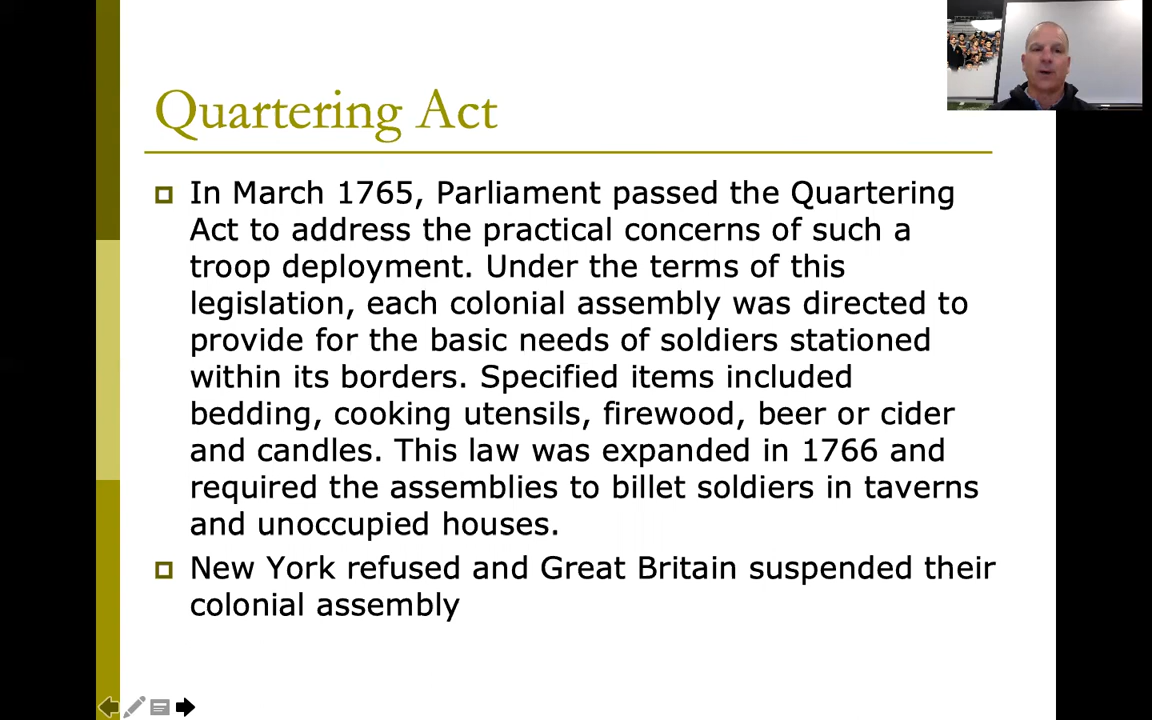 Quartering Act
In March 1765, Parliament passed the Quartering
Act to address the practical concerns of such a
troop deployment. Under the terms of this
legislation, each colonial assembly was directed to
provide for the basic needs of soldiers stationed
within its borders. Specified items included
bedding, cooking utensils, firewood, beer or cider
and candles. This law was expanded in 1766 and
required the assemblies to billet soldiers in taverns
and unoccupied houses.
New York refused and Great Britain suspended their
colonial assembly